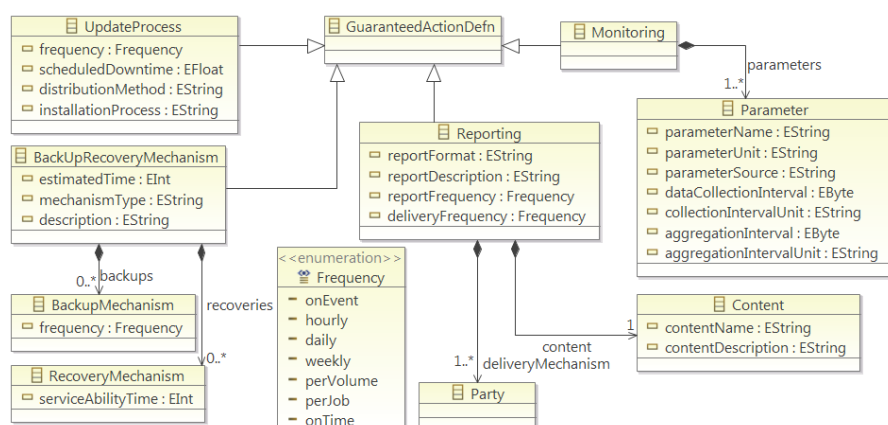 UpdateProcess
frequency : Frequency
scheduledDowntime : EFloat
distributionMethod : EString
installationProcess : EString
GuaranteedActionDefn
Monitoring
parameters
1..*
Parameter
parameterName : EString
parameterUnit : EString
parameterSource : EString
dataCollectionInterval : EByte
collectionIntervalUnit : EString
aggregationInterval : EByte
aggregationIntervalUnit : EString
BackUpRecoveryMechanism
estimatedTime : EInt
mechanismType : EString
description : EString
Reporting
reportFormat : EString
reportDescription : EString
reportFrequency : Frequency
deliveryFrequency : Frequency
0..*
backups
recoveries
0..*
BackupMechanism
frequency : Frequency
RecoveryMechanism
serviceAbilityTime : EInt
<<enumeration>>
Frequency
onEvent
hourly
daily
weekly
perVolume
perJob
onTime
content
1
deliveryMechanism
1..*
Content
contentName : EString
contentDescription : EString
Party